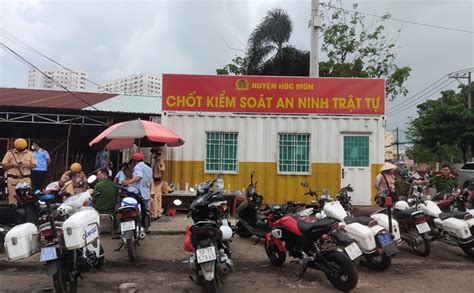 HUYỆN HÓC MÔN
CHỐT KIỂM SOÁT AN NINH TRẬT TỰ